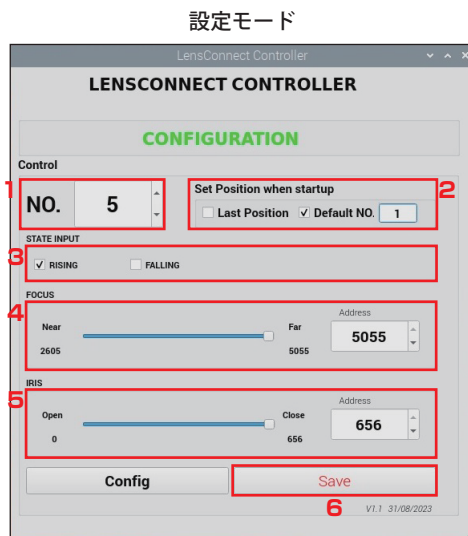 設定モード
LensConnect Controller
LENSCONNECT CONTROLLER
CONFIGURATION
Control
1
NO. 5
2
Set Position when startup
Last Position Default NO. 1
STATE INPUT
3
RISING FALLING
FOCUS
4
Address
Near Far 5055
2605 5055
IRIS
5
Address
Open Close 656
0 656
Config Save
6
V1.1 31/08/2023